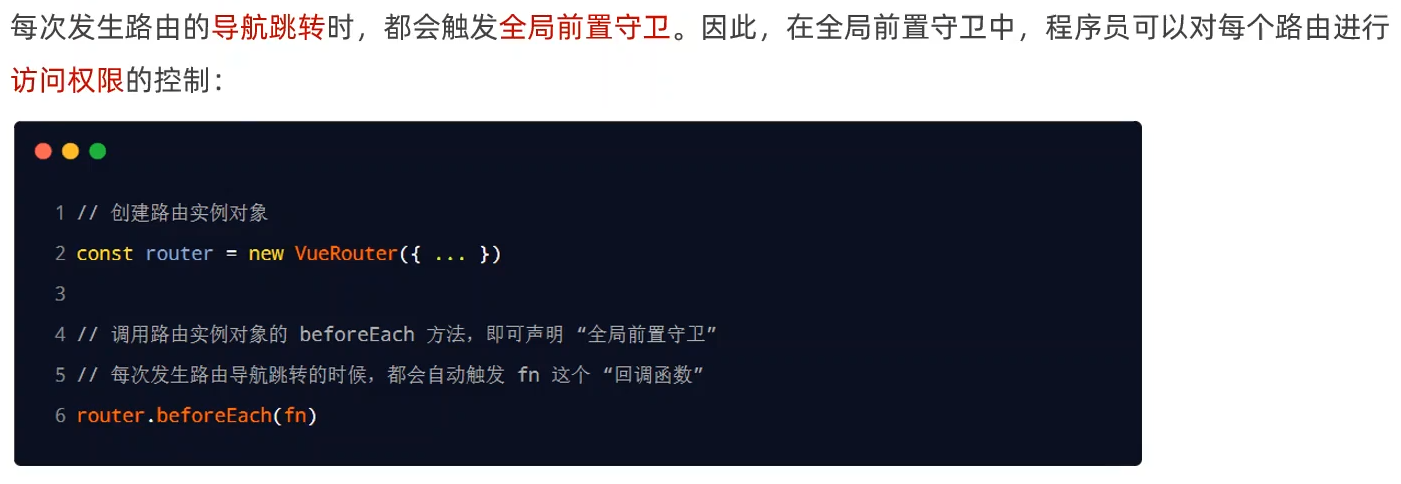 每次发生路由的导航跳转时，都会触发全局前置守卫。因此，在全局前置守卫中，程序员可以对每个路由进行
访问权限的控制：
1 // 创建路由实例对象
2 const router = new VueRouter({ ... })
3
4 // 调用路由实例对象的 beforeEach 方法，即可声明 “全局前置守卫”
5 // 每次发生路由导航跳转的时候，都会自动触发 fn 这个 “回调函数”
6 router.beforeEach(fn)